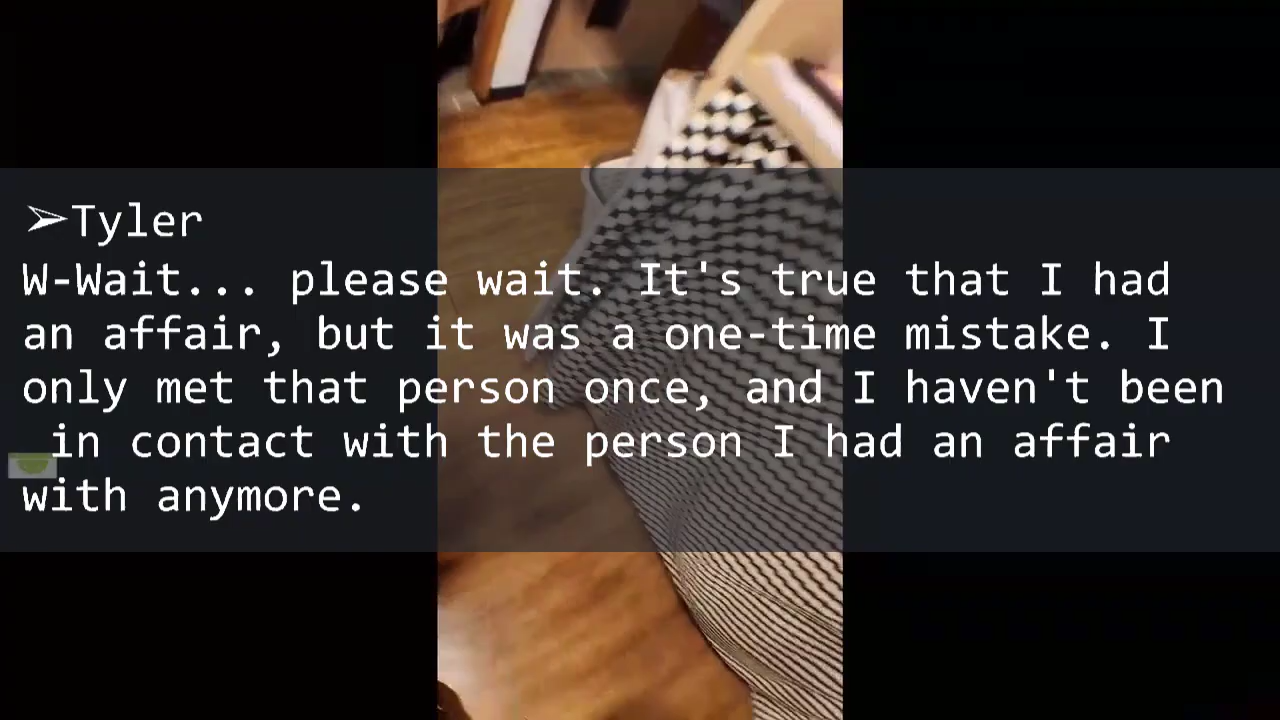 ➢Tyler
W-Wait... please wait. It's true that I had
an affair, but it was a one-time mistake. I
only met that person once, and I haven't been
in contact with the person I had an affair
with anymore.